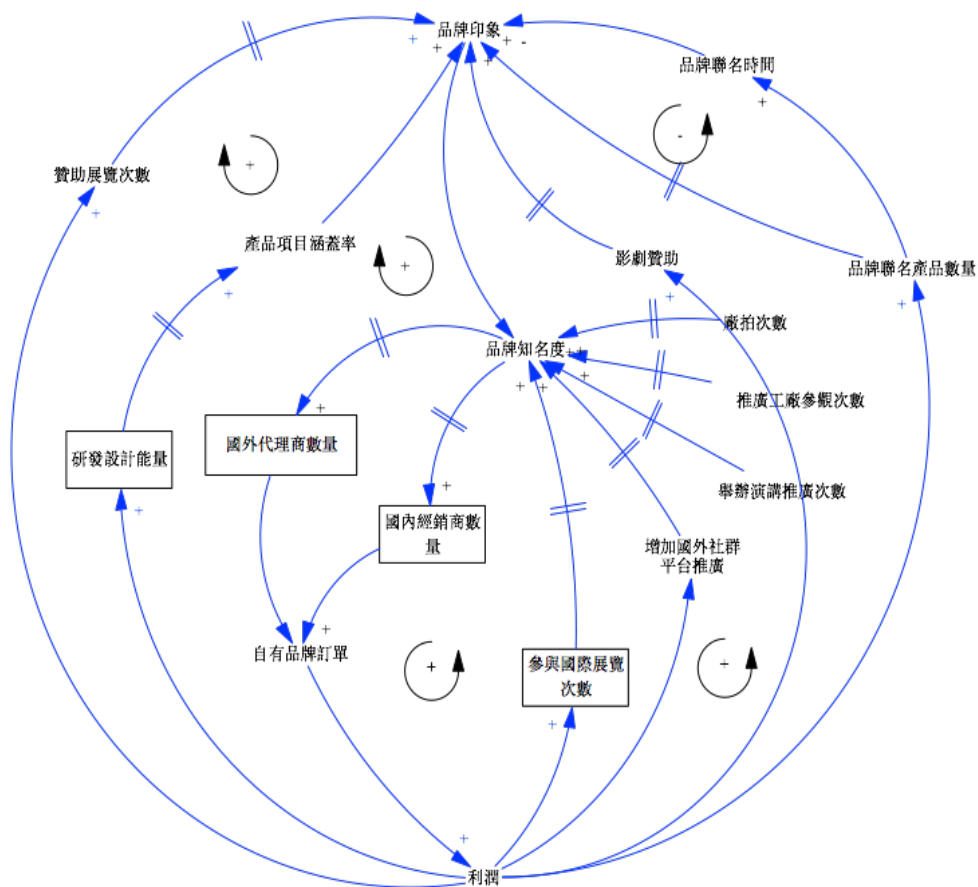 品牌印象
+
+
+
-
+
品牌聯名時間
+
-
+
贊助展覽次數
+
產品項目涵蓋率
+
+
影劇贊助
+
品牌聯名產品數量
+
廠拍次數
品牌知名度
+
+
+
+
+
+
推廣工廠參觀次數
研發設計能量
+
國外代理商數量
+
舉辦演講推廣次數
國內經銷商數
量
+
增加國外社群
平台推廣
自有品牌訂單
+
+
參與國際展覽
次數
+
+
+
利潤